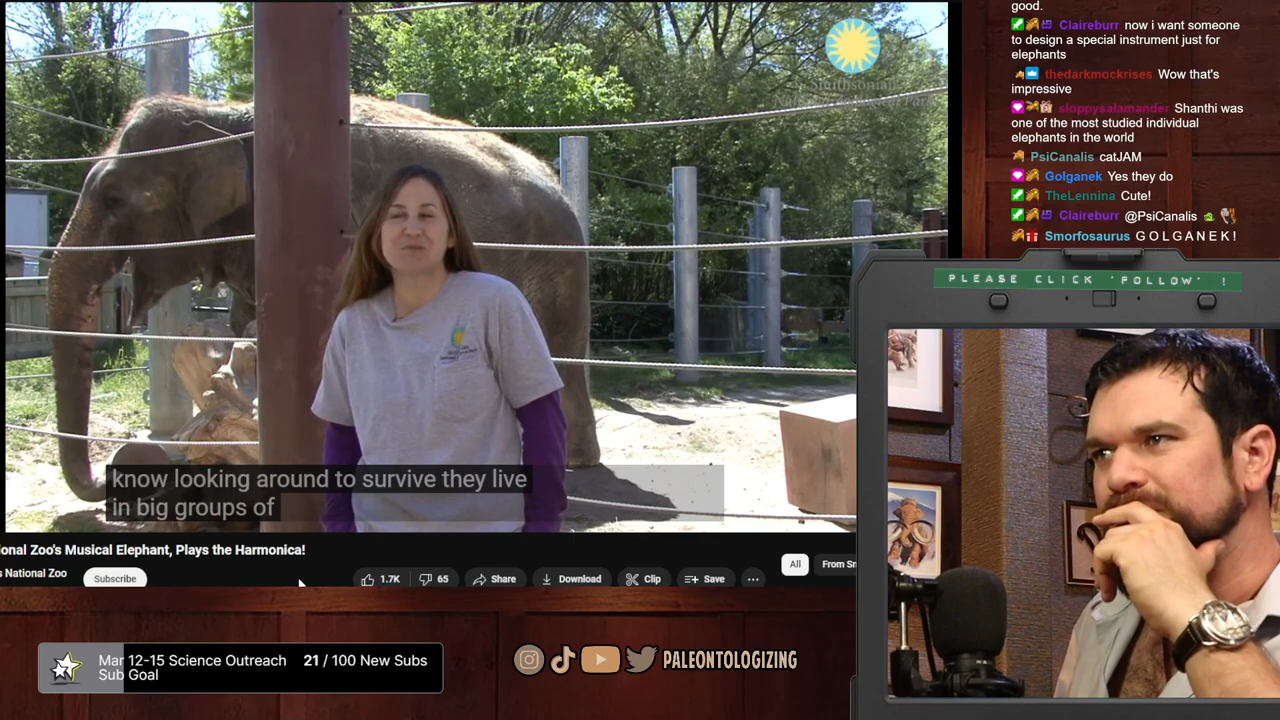 good.
Claireburr now i want someone
to design a special instrument just for
elephants
thedarkmockrises Wow that's
impressive
sloppysalamander Shanthi was
one of the most studied individual
elephants in the world
PsiCanalis catJAM
Golganek Yes they do
TheLennina Cute!
Claireburr @PsiCanalis
Smorfosaurus G O L G A N E K !
PLEASE CLICK 'FOLLOW' !
Smithsonian
know looking around to survive they live
in big groups of
ional Zoo's Musical Elephant, Plays the Harmonica!
s National Zoo
Subscribe
1.7K
65
Share
Download
Clip
Save
All
From Sm
Mar 12-15 Science Outreach
Sub Goal
21 / 100 New Subs
PALEONTOLOGIZING